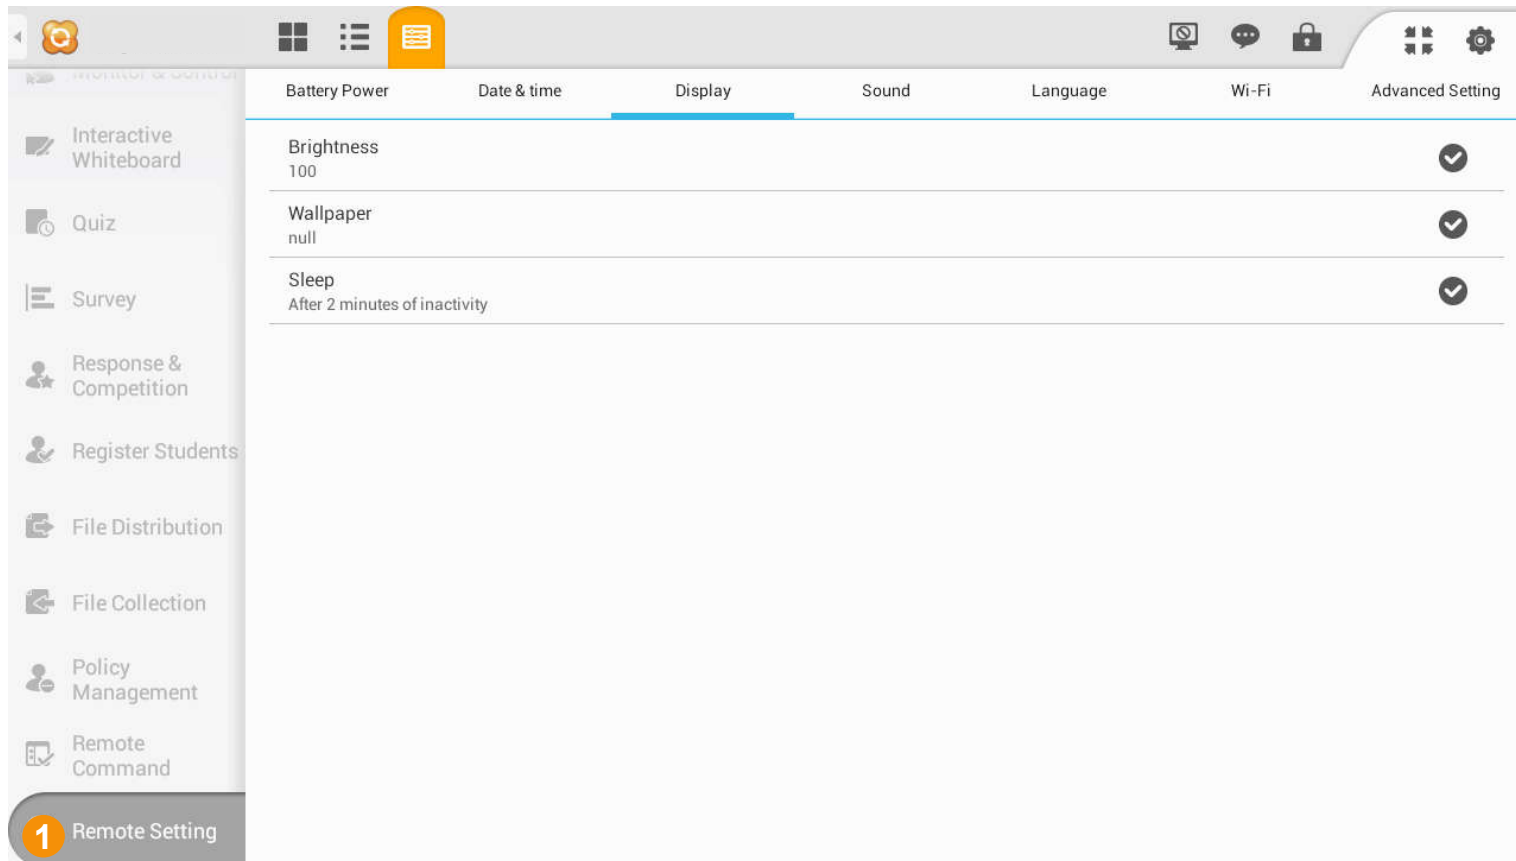 Monitor & Control
Battery Power
Date & time
Display
Sound
Language
Wi-Fi
Advanced Setting
Interactive
Whiteboard
Quiz
Survey
Response &
Competition
Register Students
File Distribution
File Collection
Policy
Management
Remote
Command
1 Remote Setting
Brightness
100
Wallpaper
null
Sleep
After 2 minutes of inactivity